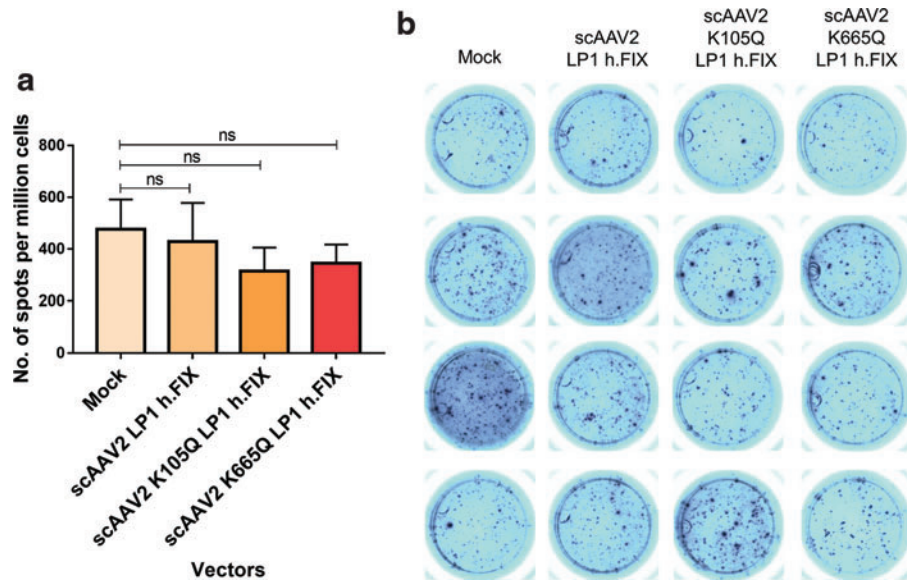 a
No. of spots per million cells
800
600
400
200
0
ns
ns
ns
Mock
scAAV2 LP1 h.FIX
scAAV2 K105Q LP1 h.FIX
scAAV2 K665Q LP1 h.FIX
Vectors
b
Mock
scAAV2
LP1 h.FIX
scAAV2
K105Q
LP1 h.FIX
scAAV2
K665Q
LP1 h.FIX